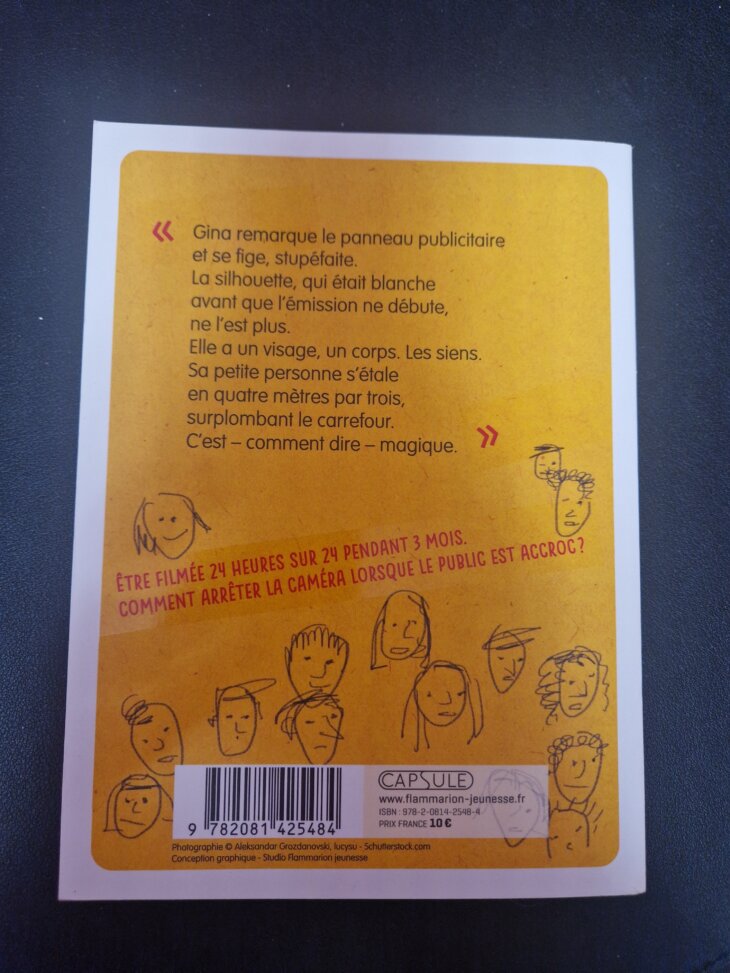 « Gina remarque le panneau publicitaire
et se fige, stupéfaite.
La silhouette, qui était blanche
avant que l'émission ne débute,
ne l'est plus.
Elle a un visage, un corps. Les siens.
Sa petite personne s'étale
en quatre mètres par trois,
surplombant le carrefour.
C'est – comment dire – magique. »
ÊTRE FILMÉE 24 HEURES SUR 24 PENDANT 3 MOIS.
COMMENT ARRÊTER LA CAMÉRA LORSQUE LE PUBLIC EST ACCROC ?
9 782081 425484
CAPSULE
www.flammarion-jeunesse.fr
ISBN : 978-2-0814-2548-4
PRIX FRANCE 10 €
Photographie © Aleksandar Grozdanovski, lucysu - Schutterstock.com
Conception graphique - Studio Flammarion jeunesse